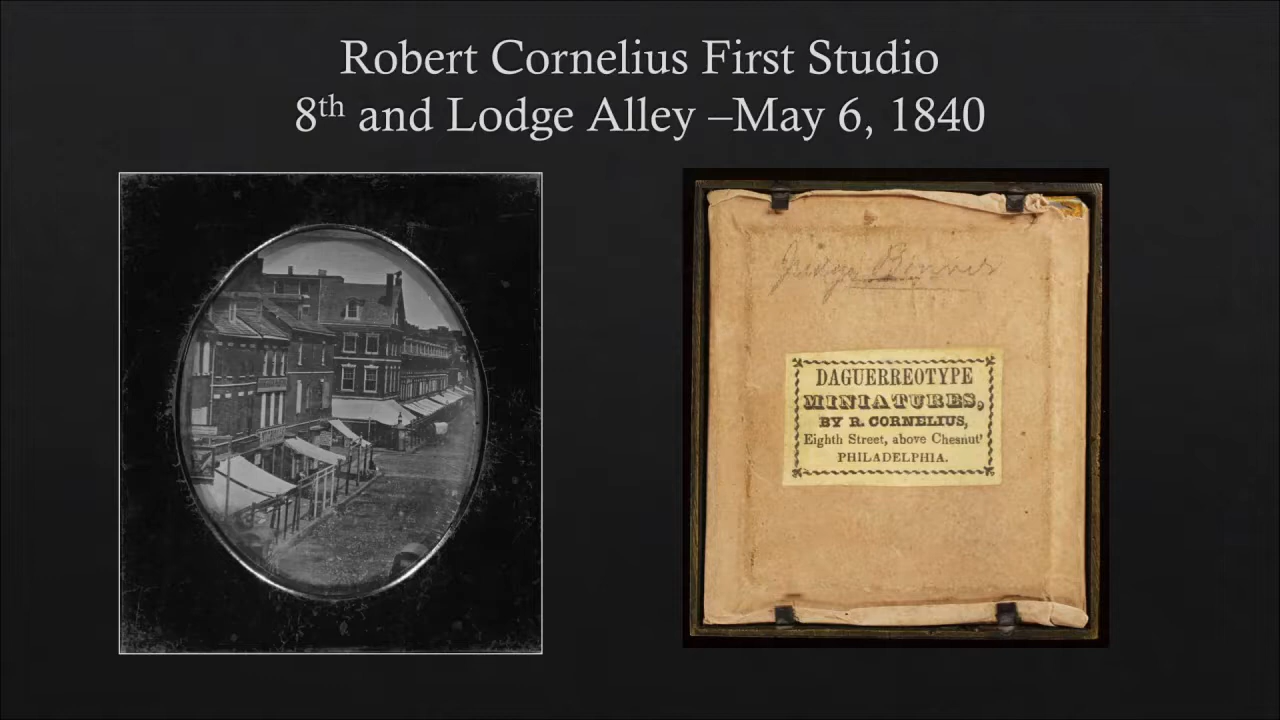 Robert Cornelius First Studio
8th and Lodge Alley –May 6, 1840
DAGUERREOTYPE
MINIATURES,
BY R. CORNELIUS,
Eighth Street, above Chesnut'
PHILADELPHIA.